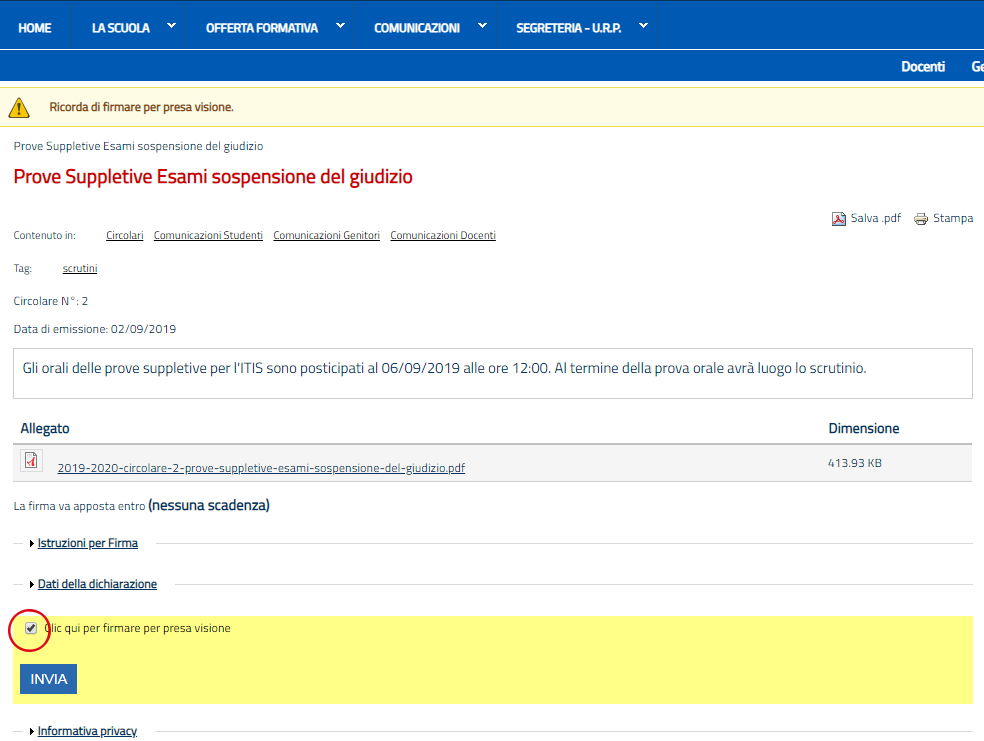 HOME LA SCUOLA OFFERTA FORMATIVA COMUNICAZIONI SEGRETERIA - U.R.P.
Docenti Ge
Ricorda di firmare per presa visione.
Prove Suppletive Esami sospensione del giudizio
Prove Suppletive Esami sospensione del giudizio
Salva .pdf Stampa
Contenuto in: Circolari Comunicazioni Studenti Comunicazioni Genitori Comunicazioni Docenti
Tag: scrutini
Circolare N°: 2
Data di emissione: 02/09/2019
Gli orali delle prove suppletive per l'ITIS sono posticipati al 06/09/2019 alle ore 12:00. Al termine della prova orale avrà luogo lo scrutinio.
Allegato Dimensione
2019-2020-circolare-2-prove-suppletive-esami-sospensione-del-giudizio.pdf 413.93 KB
La firma va apposta entro (nessuna scadenza)
Istruzioni per Firma
Dati della dichiarazione
Clic qui per firmare per presa visione
INVIA
Informativa privacy